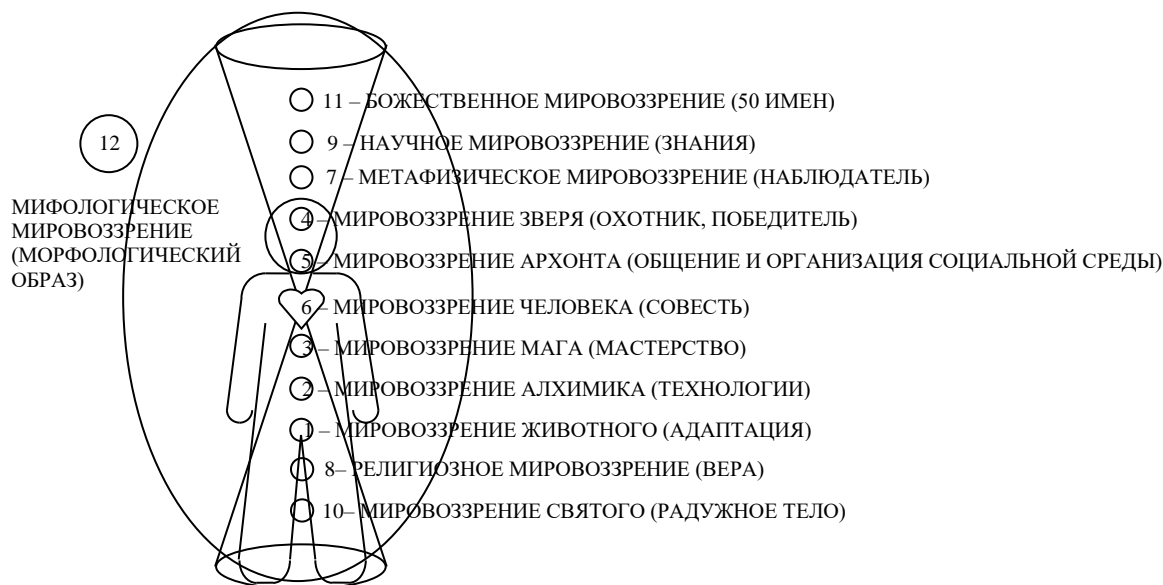 11 – БОЖЕСТВЕННОЕ МИРОВОЗЗРЕНИЕ (50 ИМЕН)
12
9 – НАУЧНОЕ МИРОВОЗЗРЕНИЕ (ЗНАНИЯ)
7 – МЕТАФИЗИЧЕСКОЕ МИРОВОЗЗРЕНИЕ (НАБЛЮДАТЕЛЬ)
МИФОЛОГИЧЕСКОЕ
МИРОВОЗЗРЕНИЕ
(МОРФОЛОГИЧЕСКИЙ
ОБРАЗ)
4 – МИРОВОЗЗРЕНИЕ ЗВЕРЯ (ОХОТНИК, ПОБЕДИТЕЛЬ)
5 – МИРОВОЗЗРЕНИЕ АРХОНТА (ОБЩЕНИЕ И ОРГАНИЗАЦИЯ СОЦИАЛЬНОЙ СРЕДЫ)
6 – МИРОВОЗЗРЕНИЕ ЧЕЛОВЕКА (СОВЕСТЬ)
3 – МИРОВОЗЗРЕНИЕ МАГА (МАСТЕРСТВО)
2 – МИРОВОЗЗРЕНИЕ АЛХИМИКА (ТЕХНОЛОГИИ)
1 – МИРОВОЗЗРЕНИЕ ЖИВОТНОГО (АДАПТАЦИЯ)
8– РЕЛИГИОЗНОЕ МИРОВОЗЗРЕНИЕ (ВЕРА)
10– МИРОВОЗЗРЕНИЕ СВЯТОГО (РАДУЖНОЕ ТЕЛО)